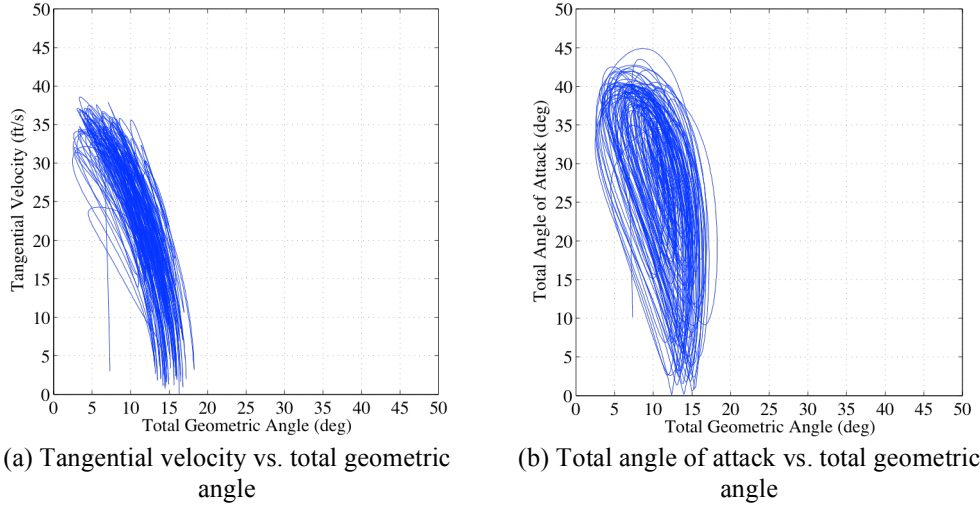 50
45
40
35
30
25
20
15
10
5
0
Tangential Velocity (ft/s)
0 5 10 15 20 25 30 35 40 45 50
Total Geometric Angle (deg)
(a) Tangential velocity vs. total geometric
angle
50
45
40
35
30
25
20
15
10
5
0
Total Angle of Attack (deg)
0 5 10 15 20 25 30 35 40 45 50
Total Geometric Angle (deg)
(b) Total angle of attack vs. total geometric
angle